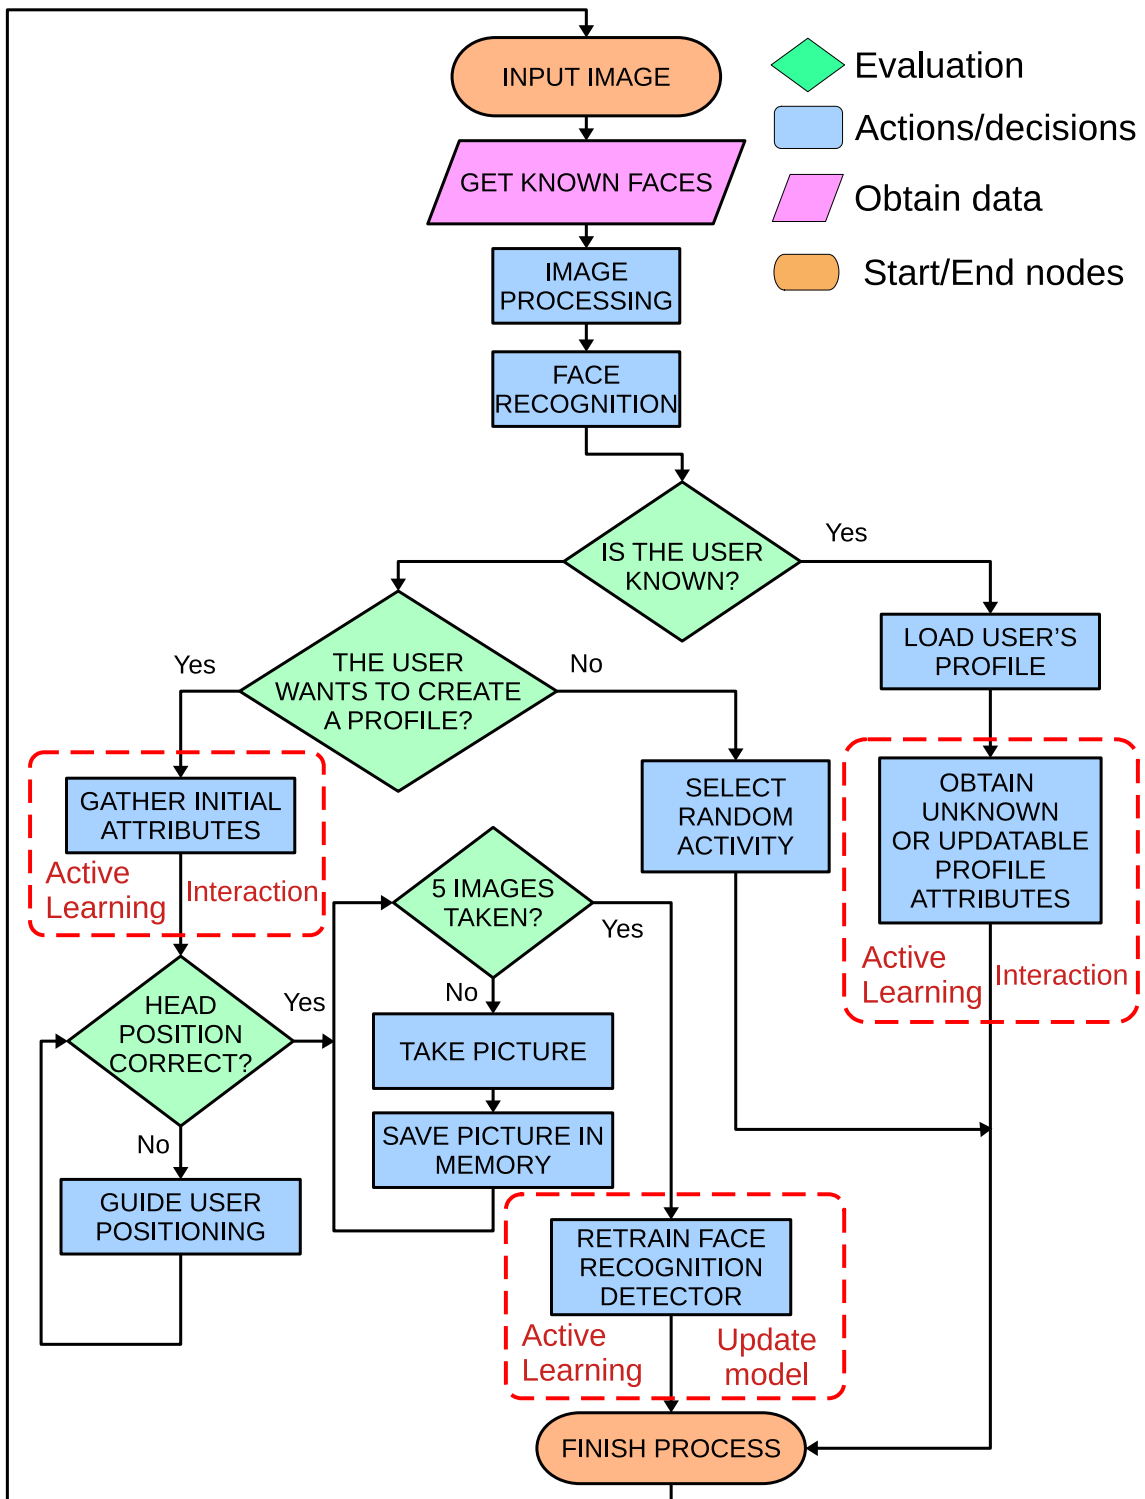 INPUT IMAGE
Evaluation
Actions/decisions
Obtain data
Start/End nodes
GET KNOWN FACES
IMAGE
PROCESSING
FACE
RECOGNITION
IS THE USER
KNOWN?
Yes
LOAD USER'S
PROFILE
THE USER
WANTS TO CREATE
A PROFILE?
Yes
No
GATHER INITIAL
ATTRIBUTES
Active
Learning
Interaction
SELECT
RANDOM
ACTIVITY
OBTAIN
UNKNOWN
OR UPDATABLE
PROFILE
ATTRIBUTES
Active
Learning
Interaction
5 IMAGES
TAKEN?
Yes
No
HEAD
POSITION
CORRECT?
Yes
No
TAKE PICTURE
SAVE PICTURE IN
MEMORY
GUIDE USER
POSITIONING
RETRAIN FACE
RECOGNITION
DETECTOR
Active
Learning
Update
model
FINISH PROCESS